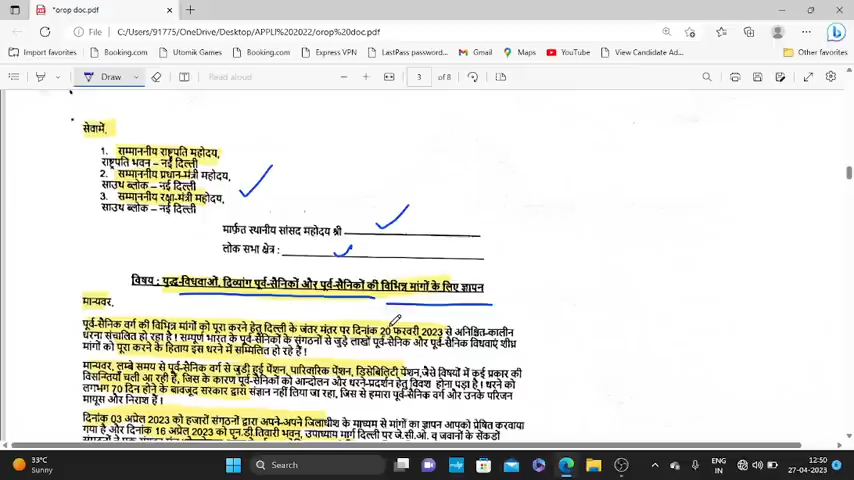 *orop doc.pdf
File | C:/Users/91775/OneDrive/Desktop/APPLI%202022/orop%20doc.pdf
Import favorites Booking.com Utomik Games Booking.com Express VPN LastPass password... Gmail Maps YouTube View Candidate Ad... Other favorites
Draw Read aloud 3 of 8
सेवामें,
1. सम्माननीय राष्ट्रपति महोदय,
राष्ट्रपति भवन – नई दिल्ली
2. सम्माननीय प्रधान-मंत्री महोदय,
साउथ ब्लोक – नई दिल्ली
3. सम्माननीय रक्षा-मंत्री महोदय,
साउथ ब्लोक – नई दिल्ली
मार्फ़त स्थानीय सांसद महोदय श्री
लोक सभा क्षेत्र :
विषय : युद्ध-विधवाओं, दिव्यांग पूर्व-सैनिकों और पूर्व-सैनिकों की विभिन्न मांगों के लिए ज्ञापन
मान्यवर,
पूर्व-सैनिक वर्ग की विभिन्न मांगों को पूरा करने हेतु दिल्ली के जंतर मंतर पर दिनांक 20 फरवरी 2023 से अनिश्चित-कालीन
धरना संचालित हो रहा है ! सम्पूर्ण भारत के पूर्व-सैनिकों के संगठनों से जुड़े लाखों पूर्व-सैनिक और पूर्व-सैनिक विधवाएं शीघ्र
मांगों को पूरा करने के हितार्थ इस धरने में सम्मिलित हो रहे हैं !
मान्यवर, लम्बे समय से पूर्व-सैनिक वर्ग से जुडी हुई पेंशन, पारिवारिक पेंशन, डिसेबिलिटी पेंशन,जैसे विषयों में कई प्रकार की
विसन्तियाँ चली आ रही हैं, जिस के कारण पूर्व-सैनिकों को आन्दोलन और धरने-प्रदर्शन हेतु विवश होना पड़ा है ! धरने को
लगभग 70 दिन होने के बावजूद सरकार द्वारा संज्ञान नहीं लिया जा रहा, जिस से हमारा पूर्व-सैनिक वर्ग और उनके परिजन
मायूस और निराश हैं !
दिनांक 03 अप्रेल 2023 को हजारों संगठनों द्वारा अपने-अपने जिलाधीश के माध्यम से मांगों का ज्ञापन आपको प्रेषित करवाया
गया है और दिनांक 16 अप्रेल 2023 को एन.डी.तिवारी भवन, उपाध्याय मार्ग दिल्ली पर जे.सी.ओ. व जवानों के सेंकडों
33°C
Sunny
Search
ENG
IN
12:50
27-04-2023